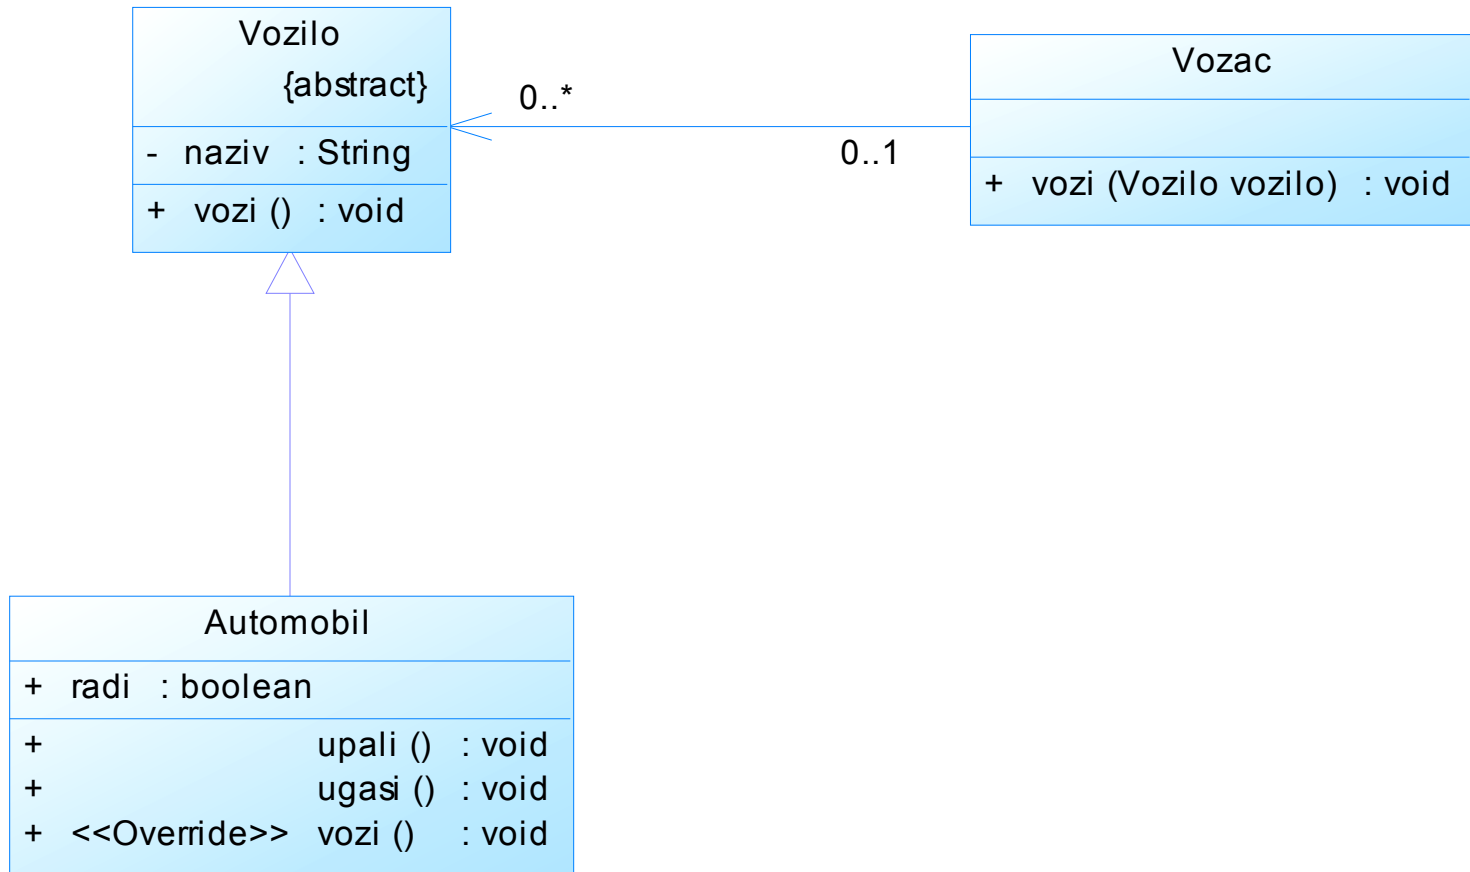 Vozilo
{abstract}
- naziv : String
+ vozi () : void
0..*
0..1
Vozac
+ vozi (Vozilo vozilo) : void
Automobil
+ radi : boolean
+ upali () : void
+ ugasi () : void
+ <<Override>> vozi () : void